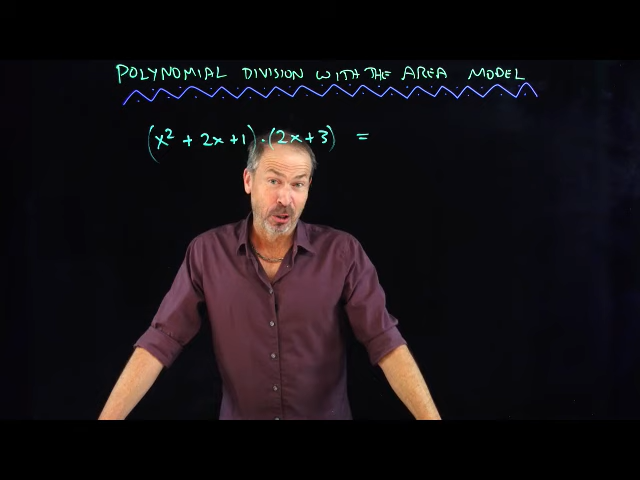 POLYNOMIAL DIVISION WITH THE AREA MODEL
(x² + 2x + 1) · (2x + 3) =